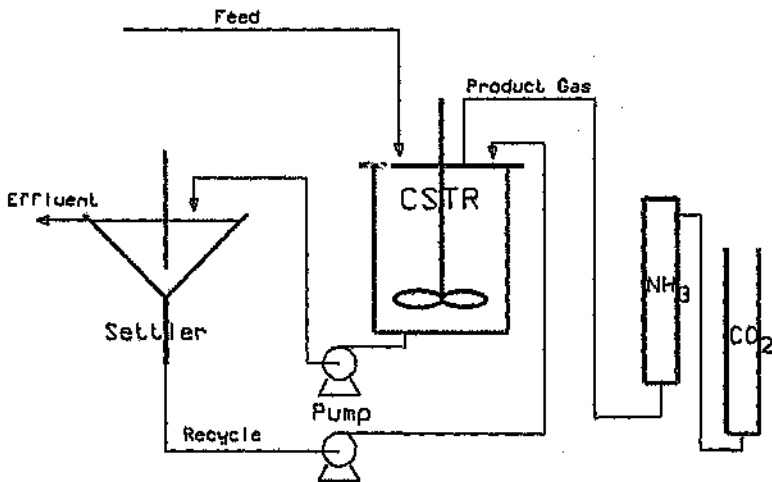 Feed
Product Gas
CSTR
Effluent
NH3
CO2
Settler
Pump
Recycle